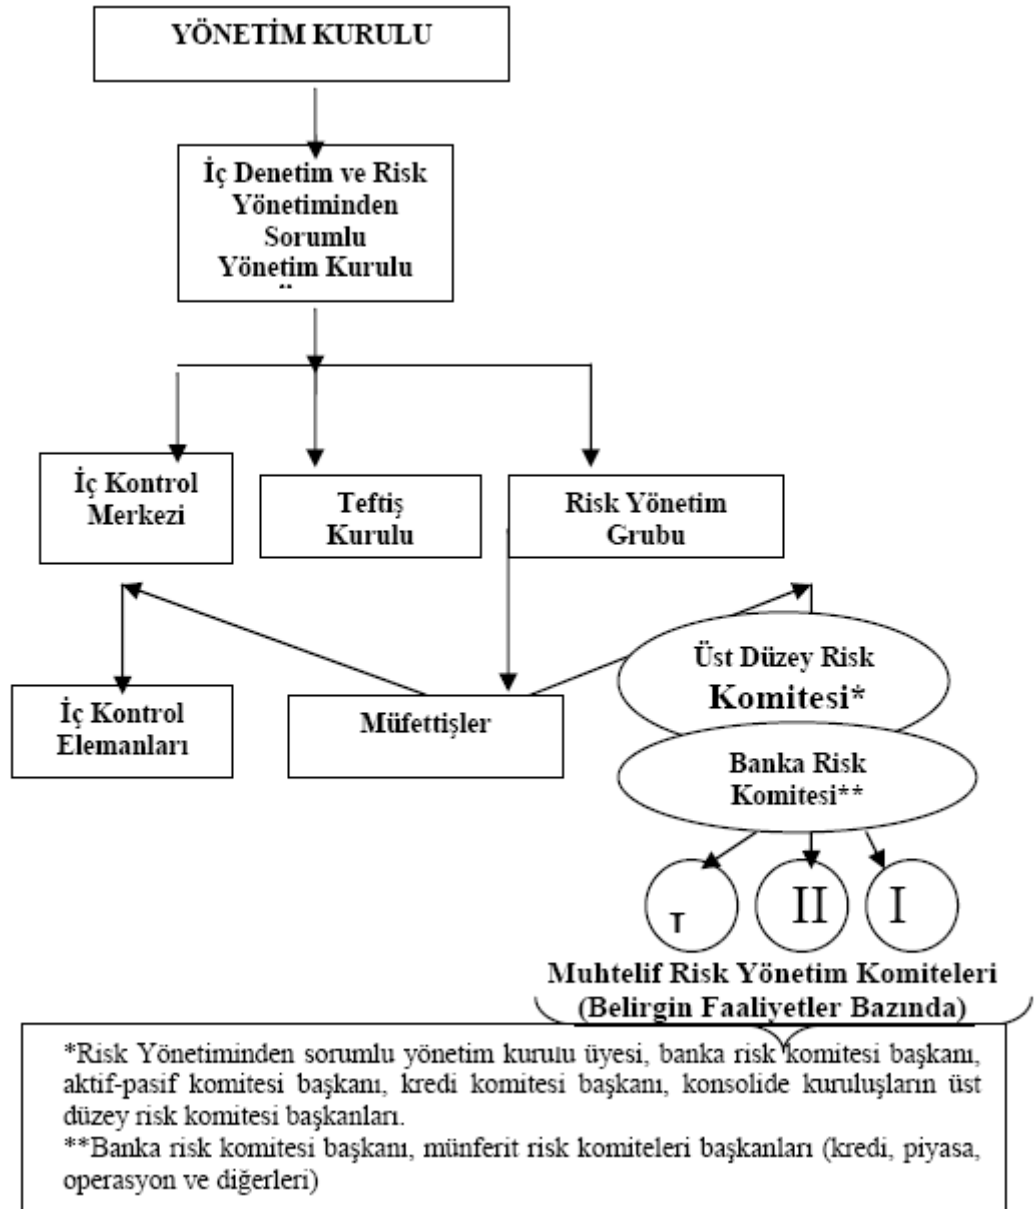 YÖNETİM KURULU
İç Denetim ve Risk
Yönetiminden
Sorumlu
Yönetim Kurulu
İç Kontrol
Merkezi
Teftiş
Kurulu
Risk Yönetim
Grubu
İç Kontrol
Elemanları
Müfettişler
Üst Düzey Risk
Komitesi*
Banka Risk
Komitesi**
T
II
I
Muhtelif Risk Yönetim Komiteleri
(Belirgin Faaliyetler Bazında)
*Risk Yönetiminden sorumlu yönetim kurulu üyesi, banka risk komitesi başkanı,
aktif-pasif komitesi başkanı, kredi komitesi başkanı, konsolide kuruluşların üst
düzey risk komitesi başkanları.
**Banka risk komitesi başkanı, münferit risk komiteleri başkanları (kredi, piyasa,
operasyon ve diğerleri)